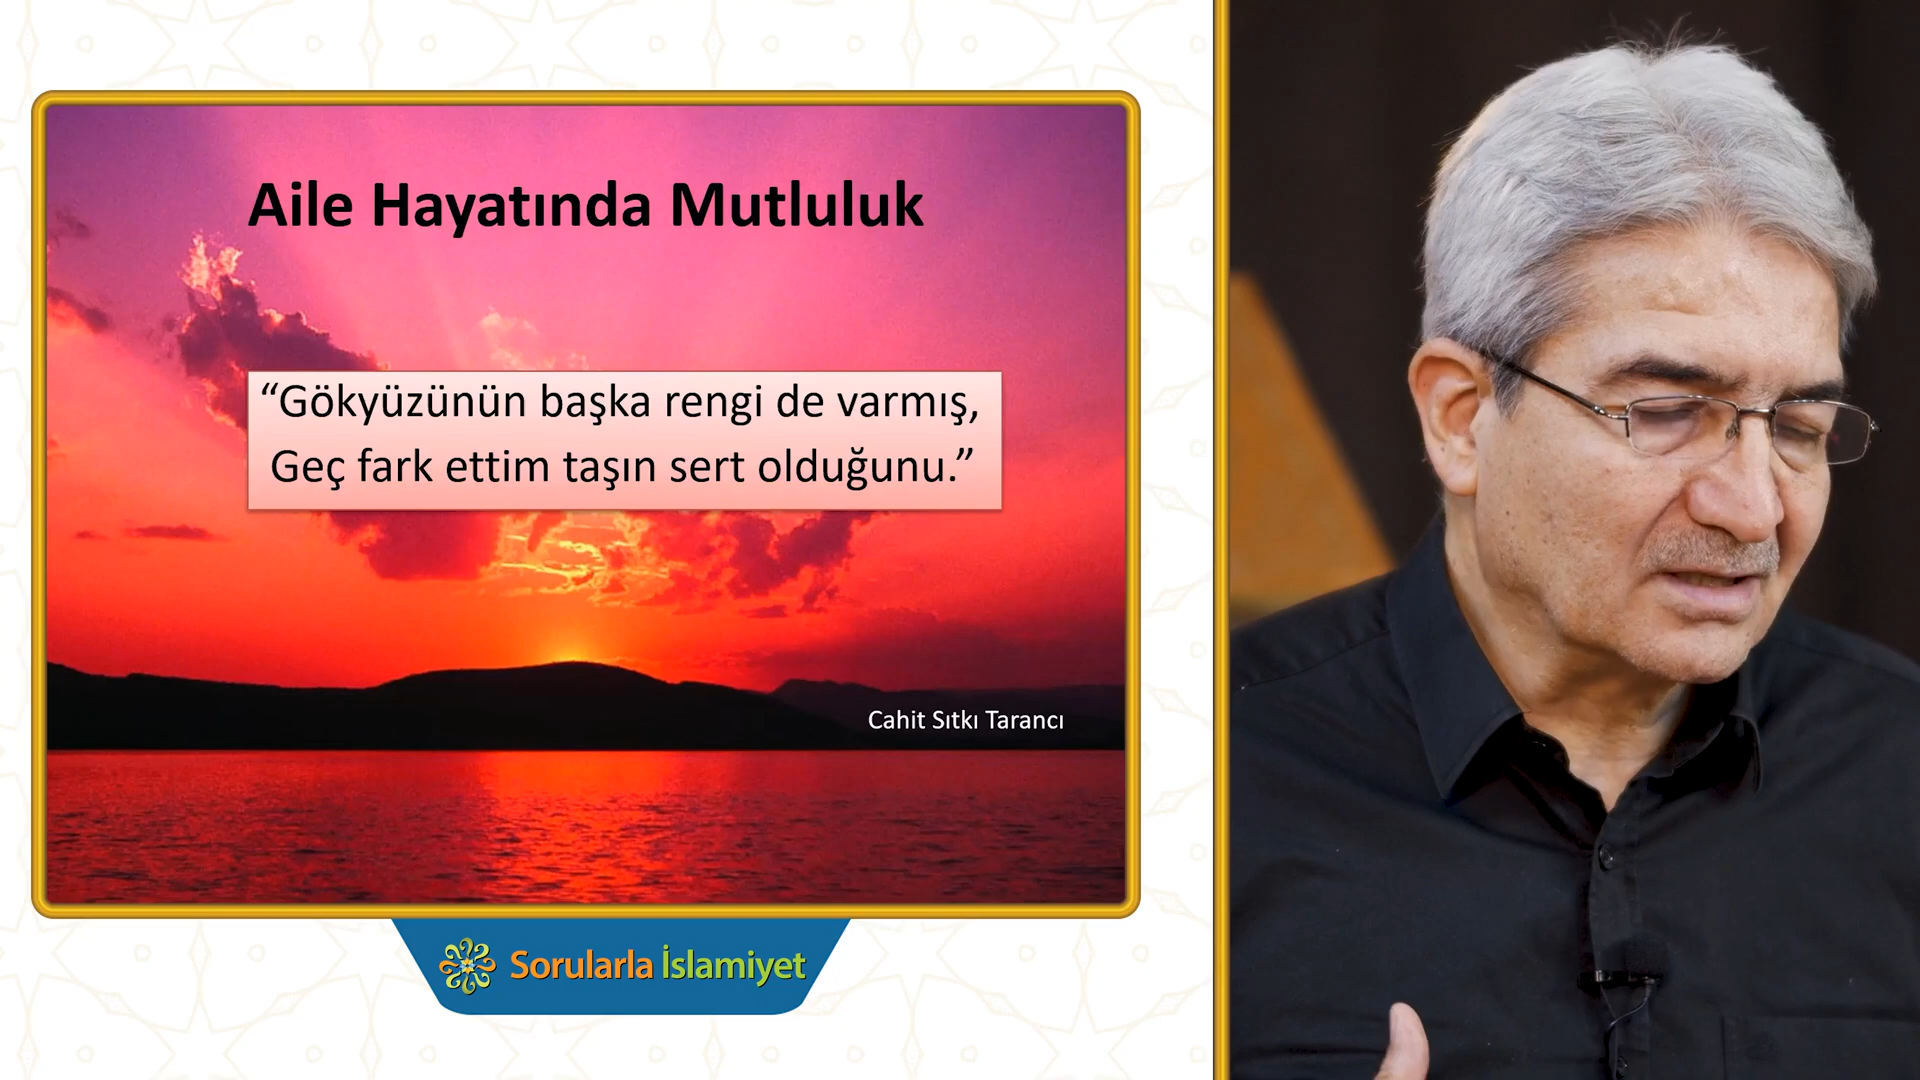 Aile Hayatında Mutluluk
“Gökyüzünün başka rengi de varmış,
Geç fark ettim taşın sert olduğunu.”
Cahit Sıtkı Tarancı
Sorularla İslamiyet